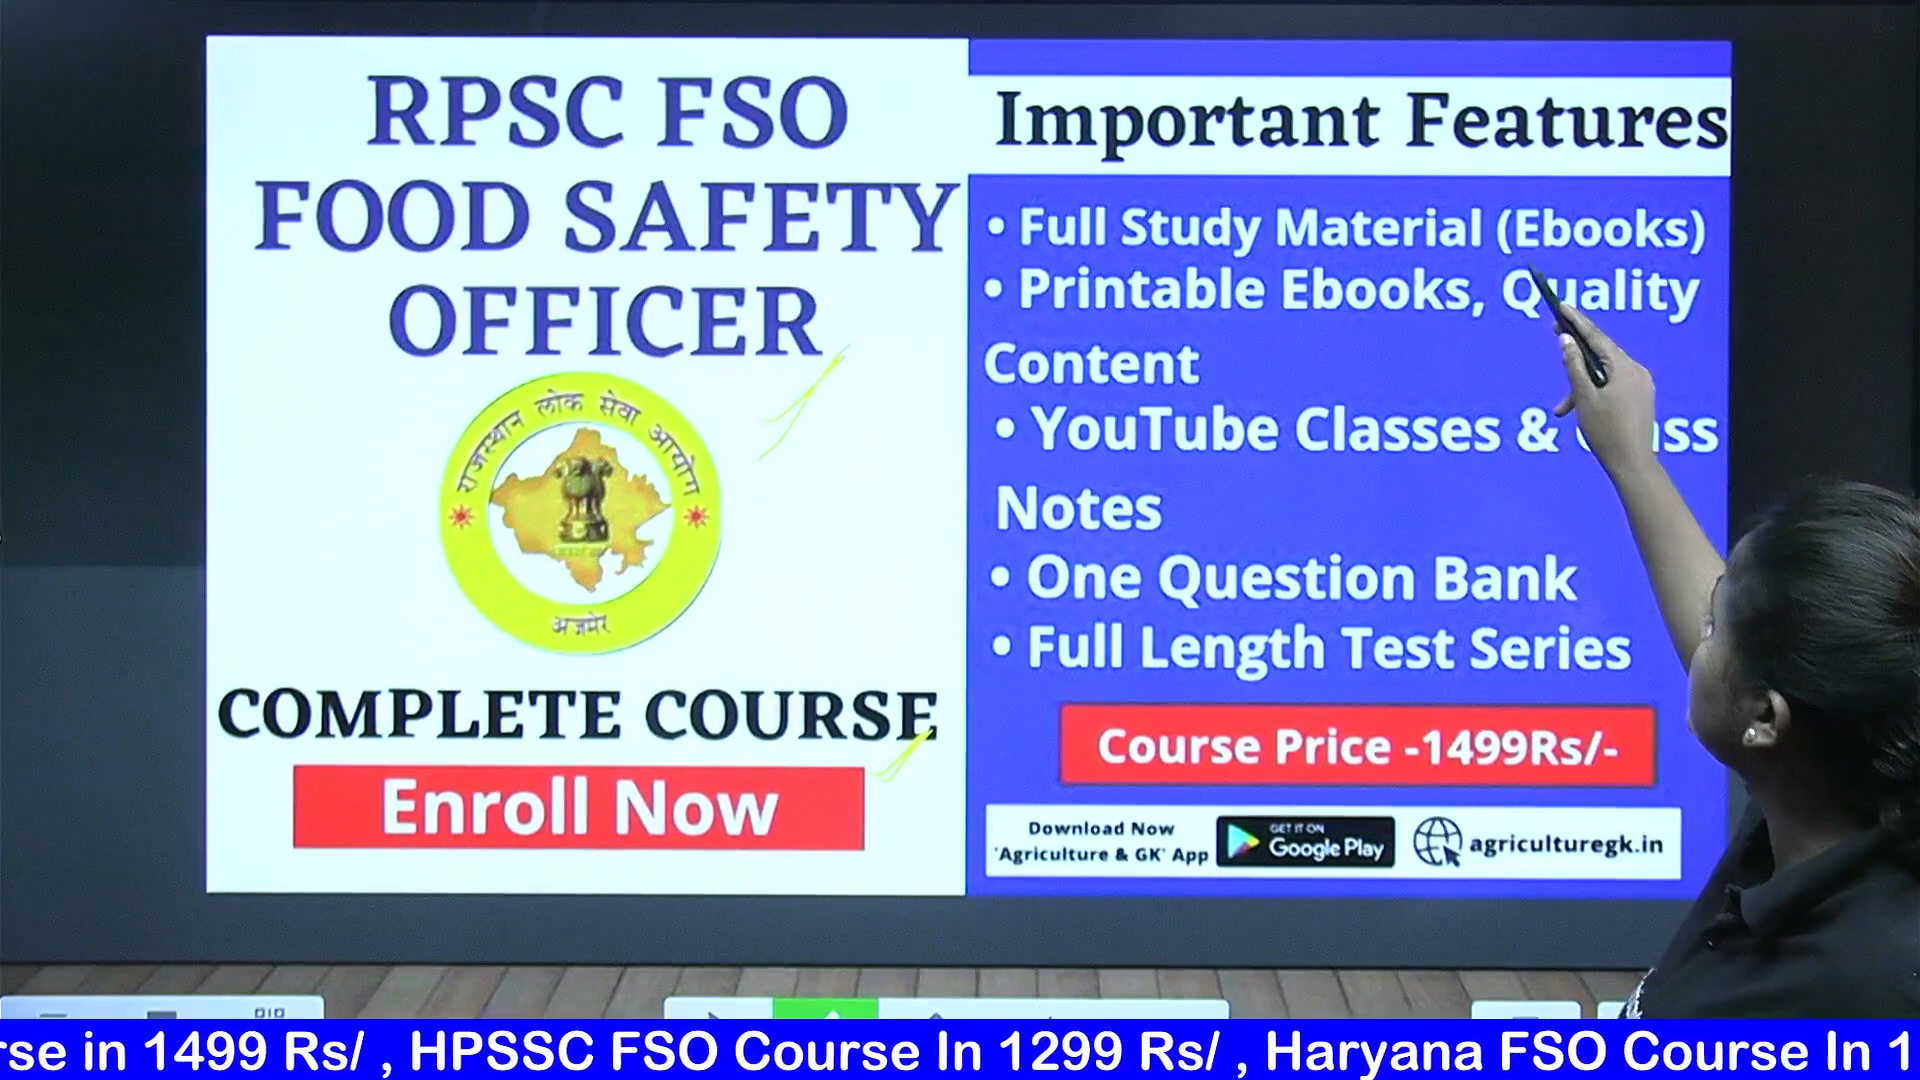 RPSC FSO
FOOD SAFETY
OFFICER
राजस्थान लोक सेवा आयोग
अजमेर
COMPLETE COURSE
Enroll Now
Important Features
• Full Study Material (Ebooks)
• Printable Ebooks, Quality
Content
• YouTube Classes & Class
Notes
• One Question Bank
• Full Length Test Series
Course Price -1499Rs/-
Download Now
'Agriculture & GK' App
GET IT ON
Google Play
agriculturegk.in
rse in 1499 Rs/ , HPSSC FSO Course In 1299 Rs/ , Haryana FSO Course In 1